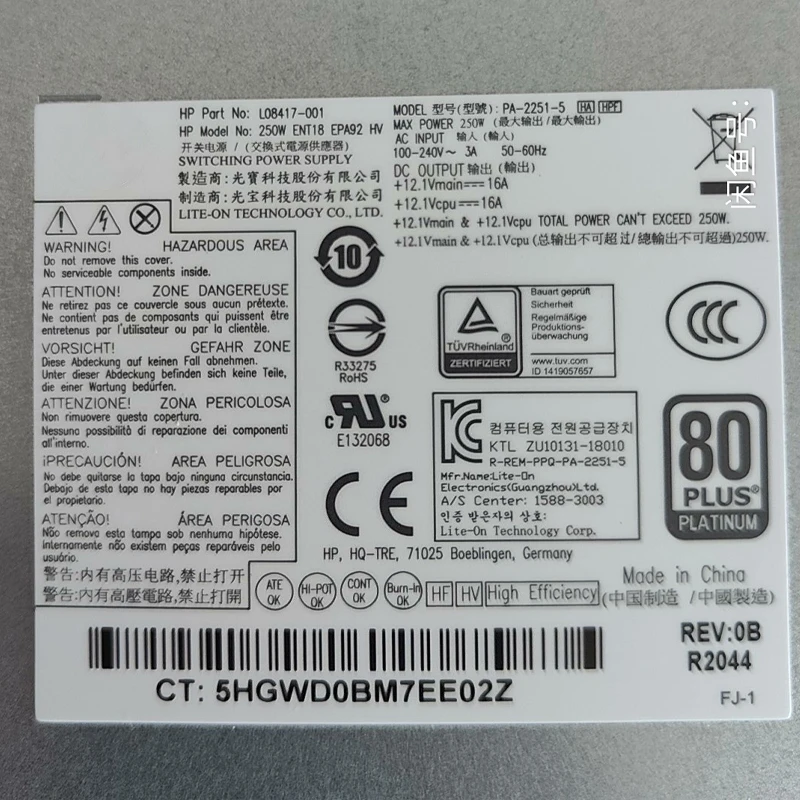 HP Part No: L08417-001
HP Model No: 250W ENT18 EPA92 HV
开关电源 / (交換式電源供應器)
SWITCHING POWER SUPPLY
製造商:光寶科技股份有限公司
制造商:光宝科技股份有限公司
LITE-ON TECHNOLOGY CO., LTD.
MODEL 型号(型號): PA-2251-5 HA HPF
MAX POWER 250W (最大输出/最大輸出)
AC INPUT 输入 (輸入)
100-240V~ 3A 50-60Hz
DC OUTPUT 输出 (輸出)
+12.1Vmain⎓16A
+12.1Vcpu⎓16A
+12.1Vmain & +12.1Vcpu TOTAL POWER CAN'T EXCEED 250W.
+12.1Vmain & +12.1Vcpu (总输出不可超过/總輸出不可超過)250W.
闲鱼号:
WARNING! HAZARDOUS AREA
Do not remove this cover.
No serviceable components inside.
ATTENTION! ZONE DANGEREUSE
Ne retirez pas ce couvercle sous aucun prétexte.
Ne contient pas de composants qui puissent être
entretenus par l'utilisateur ou par la clientèle.
VORSICHT! GEFAHR ZONE
Diese Abdeckung auf keinen Fall abnehmen.
Unter dieser Abdeckung befinden sich keine Teile,
die einer Wartung bedürfen.
ATTENZIONE! ZONA PERICOLOSA
Non rimuovere questa copertura.
Nessuno possibilità di reparazione dei componenti
all'interno.
¡PRECAUCIÓN! AREA PELIGROSA
No debe quitarse la tapa bajo ninguna circunstancia.
Debajo de esta tapa no hay piezas reparables por
el propietario.
ATENÇÃO! ÁREA PERIGOSA
Não remova esta tampa sob nenhuma hipótese.
Internamente não existem peças reparaveis pelo
usuário.
警告:内有高压电路,禁止打开
警告:內有高壓電路,禁止打開
10
R33275
RoHS
c RU ® US
E132068
CE
TÜVRheinland
ZERTIFIZIERT
Bauart geprüft
Sicherheit
Regelmäßige
Produktions-
überwachung
www.tuv.com
ID 1419057657
CCC
KC
컴퓨터용 전원공급장치
KTL ZU10131-18010
R-REM-PPQ-PA-2251-5
Mfr.Name:Lite-On
Electronics(Guangzhou)Ltd.
A/S Center: 1588-3003
인증 받은자의 상호:
Lite-On Technology Corp.
80
PLUS®
PLATINUM
HP, HQ-TRE, 71025 Boeblingen, Germany
ATE OK
Hi-POT OK
CONT OK
Burn-in OK
HF HV High Efficiency
Made in China
(中国制造 /中國製造)
CT: 5HGWD0BM7EE02Z
REV:0B
R2044
FJ-1